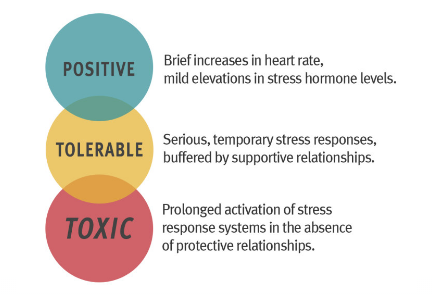 POSITIVE
Brief increases in heart rate,
mild elevations in stress hormone levels.
TOLERABLE
Serious, temporary stress responses,
buffered by supportive relationships.
TOXIC
Prolonged activation of stress
response systems in the absence
of protective relationships.